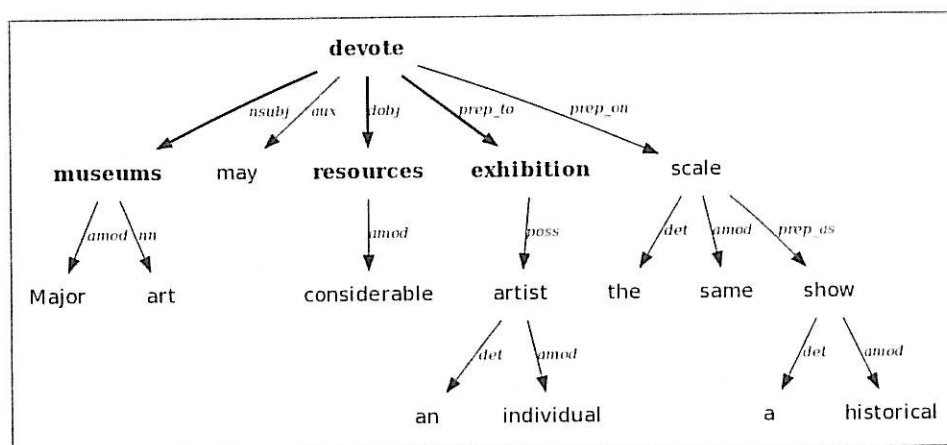 devote
nsubj aux dobj prep_to prep_on
museums may resources exhibition scale
amod nn amod poss det amod prep_as
Major art considerable artist the same show
det amod det amod
an individual a historical